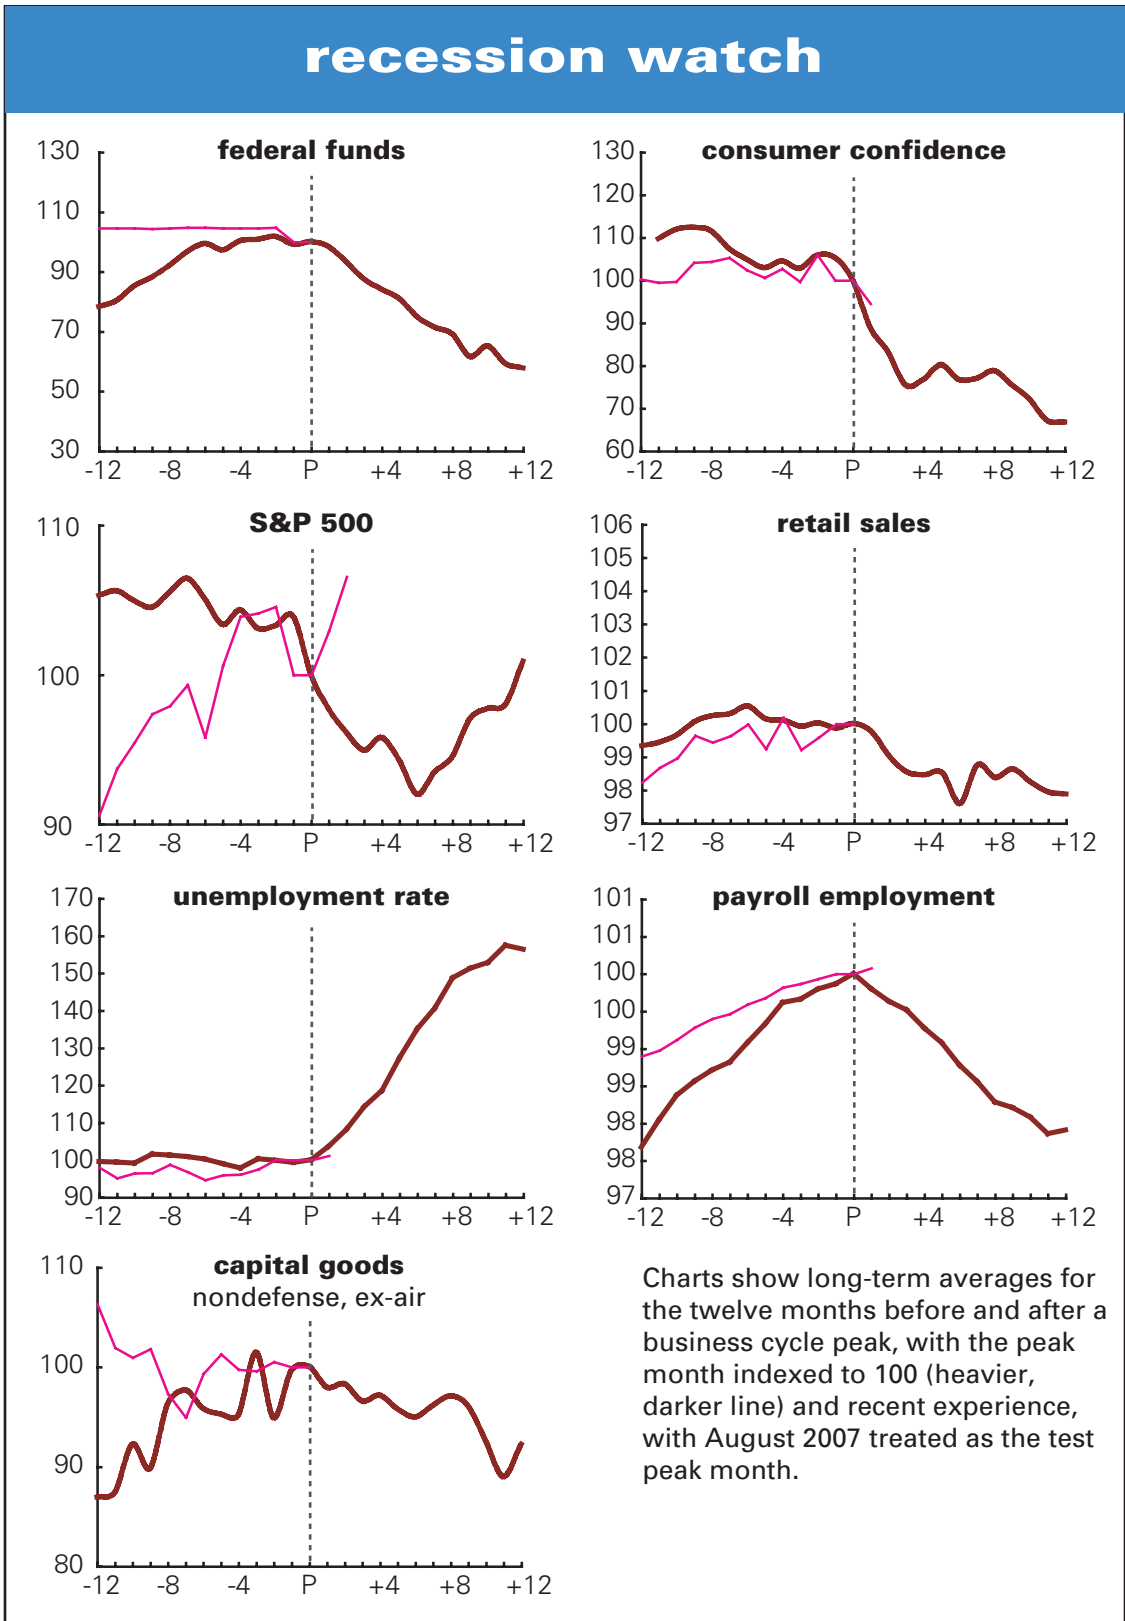 recession watch
federal funds
130
110
90
70
50
30
-12 -8 -4 P +4 +8 +12
consumer confidence
130
120
110
100
90
80
70
60
-12 -8 -4 P +4 +8 +12
S&P 500
110
100
90
-12 -8 -4 P +4 +8 +12
retail sales
106
105
104
103
102
101
100
99
98
97
-12 -8 -4 P +4 +8 +12
unemployment rate
170
160
150
140
130
120
110
100
90
-12 -8 -4 P +4 +8 +12
payroll employment
101
101
100
100
99
99
98
98
97
-12 -8 -4 P +4 +8 +12
capital goods
nondefense, ex-air
110
100
90
80
-12 -8 -4 P +4 +8 +12
Charts show long-term averages for
the twelve months before and after a
business cycle peak, with the peak
month indexed to 100 (heavier,
darker line) and recent experience,
with August 2007 treated as the test
peak month.